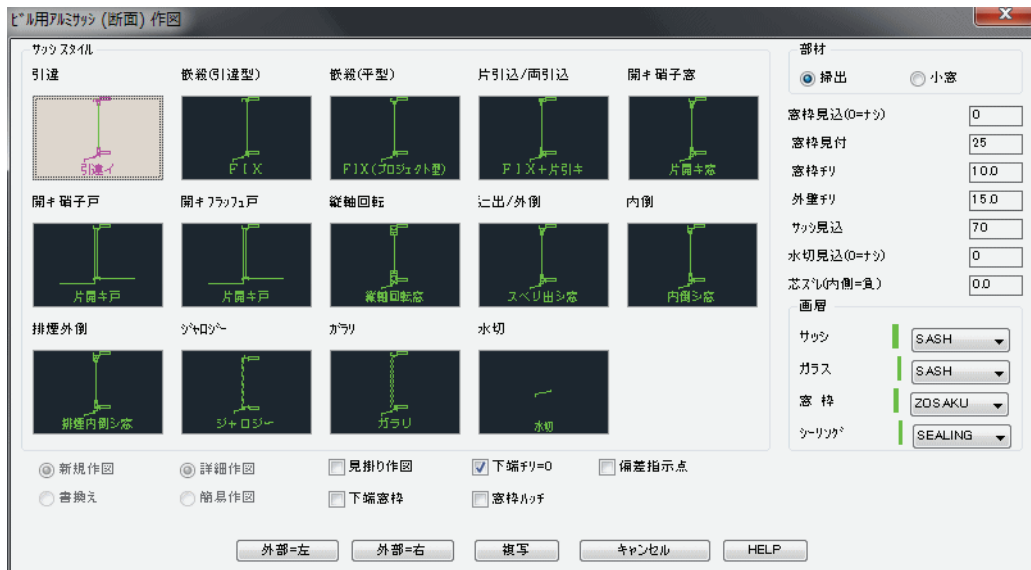 ﾋﾞﾙ用ｱﾙﾐｻｯｼ (断面) 作図
ｻｯｼ ｽﾀｲﾙ
引違
嵌殺(引違型)
嵌殺(平型)
片引込/両引込
開キ硝子窓
引違イ
FIX
FIX(ﾌﾟﾛｼﾞｪｸﾄ型)
FIX+片引キ
片開キ窓
開キ硝子戸
開キﾌﾗｯｼｭ戸
縦軸回転
辷出/外倒
内倒
片開キ戸
片開キ戸
縦軸回転窓
スベリ出シ窓
内倒シ窓
排煙外倒
ｼﾞｬﾛｼﾞｰ
ｶﾞﾗﾘ
水切
排煙内倒シ窓
ジャロジー
ガラリ
水切
部材
掃出
小窓
窓枠見込(0=ﾅｼ) 0
窓枠見付 25
窓枠ﾁﾘ 10.0
外壁ﾁﾘ 15.0
ｻｯｼ見込 70
水切見込(0=ﾅｼ) 0
芯ｽﾞﾚ(内側=負) 0.0
画層
サッシ SASH
ガラス SASH
窓 枠 ZOSAKU
ｼｰﾘﾝｸﾞ SEALING
新規作図
詳細作図
見掛り作図
下端ﾁﾘ=0
偏差指示点
書換え
簡易作図
下端窓枠
窓枠ﾊｯﾁ
外部=左
外部=右
複写
キャンセル
HELP